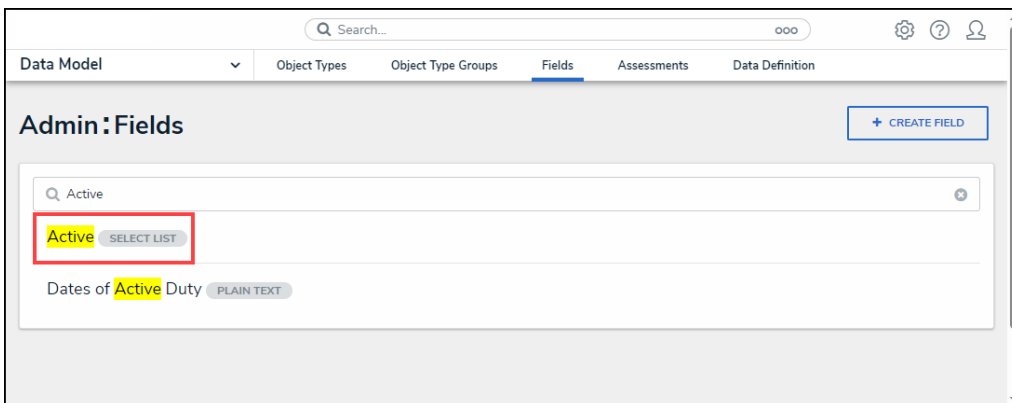 Search...
Data Model
Object Types
Object Type Groups
Fields
Assessments
Data Definition
Admin:Fields
+ CREATE FIELD
Active
Active SELECT LIST
Dates of Active Duty PLAIN TEXT